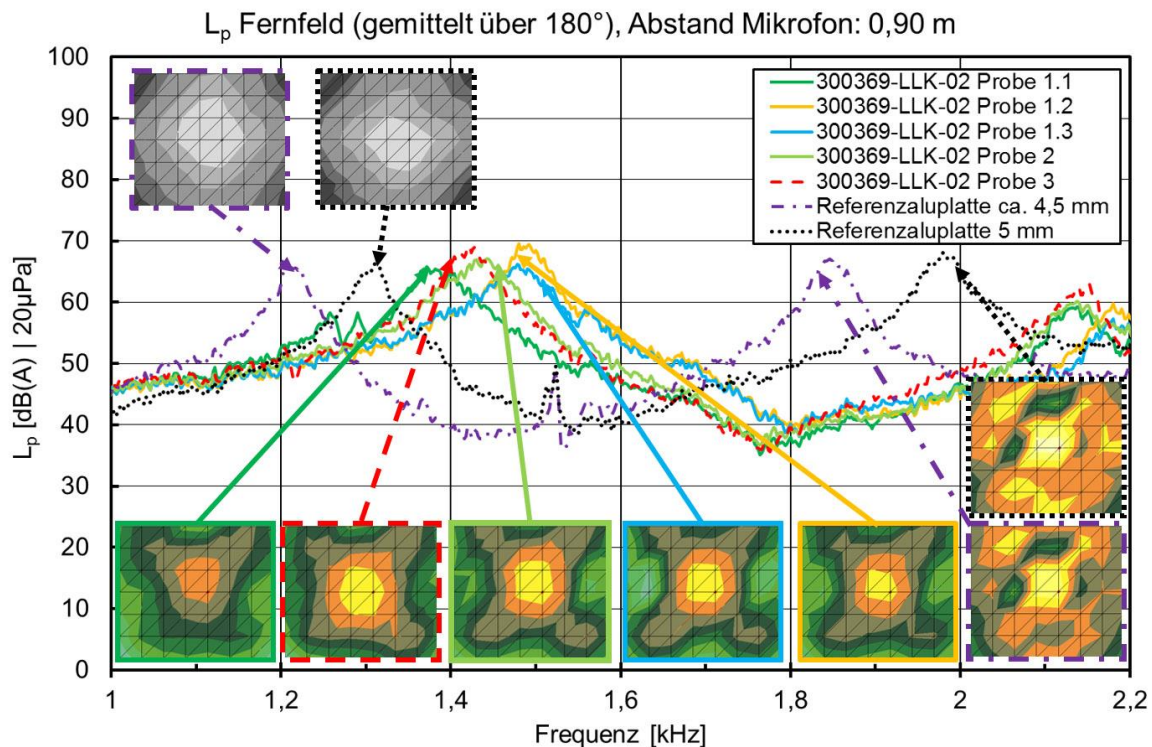 Lₚ Fernfeld (gemittelt über 180°), Abstand Mikrofon: 0,90 m
Lₚ [dB(A) | 20µPa]
100
90
80
70
60
50
40
30
20
10
0
300369-LLK-02 Probe 1.1
300369-LLK-02 Probe 1.2
300369-LLK-02 Probe 1.3
300369-LLK-02 Probe 2
300369-LLK-02 Probe 3
Referenzaluplatte ca. 4,5 mm
Referenzaluplatte 5 mm
1 1,2 1,4 1,6 1,8 2 2,2
Frequenz [kHz]